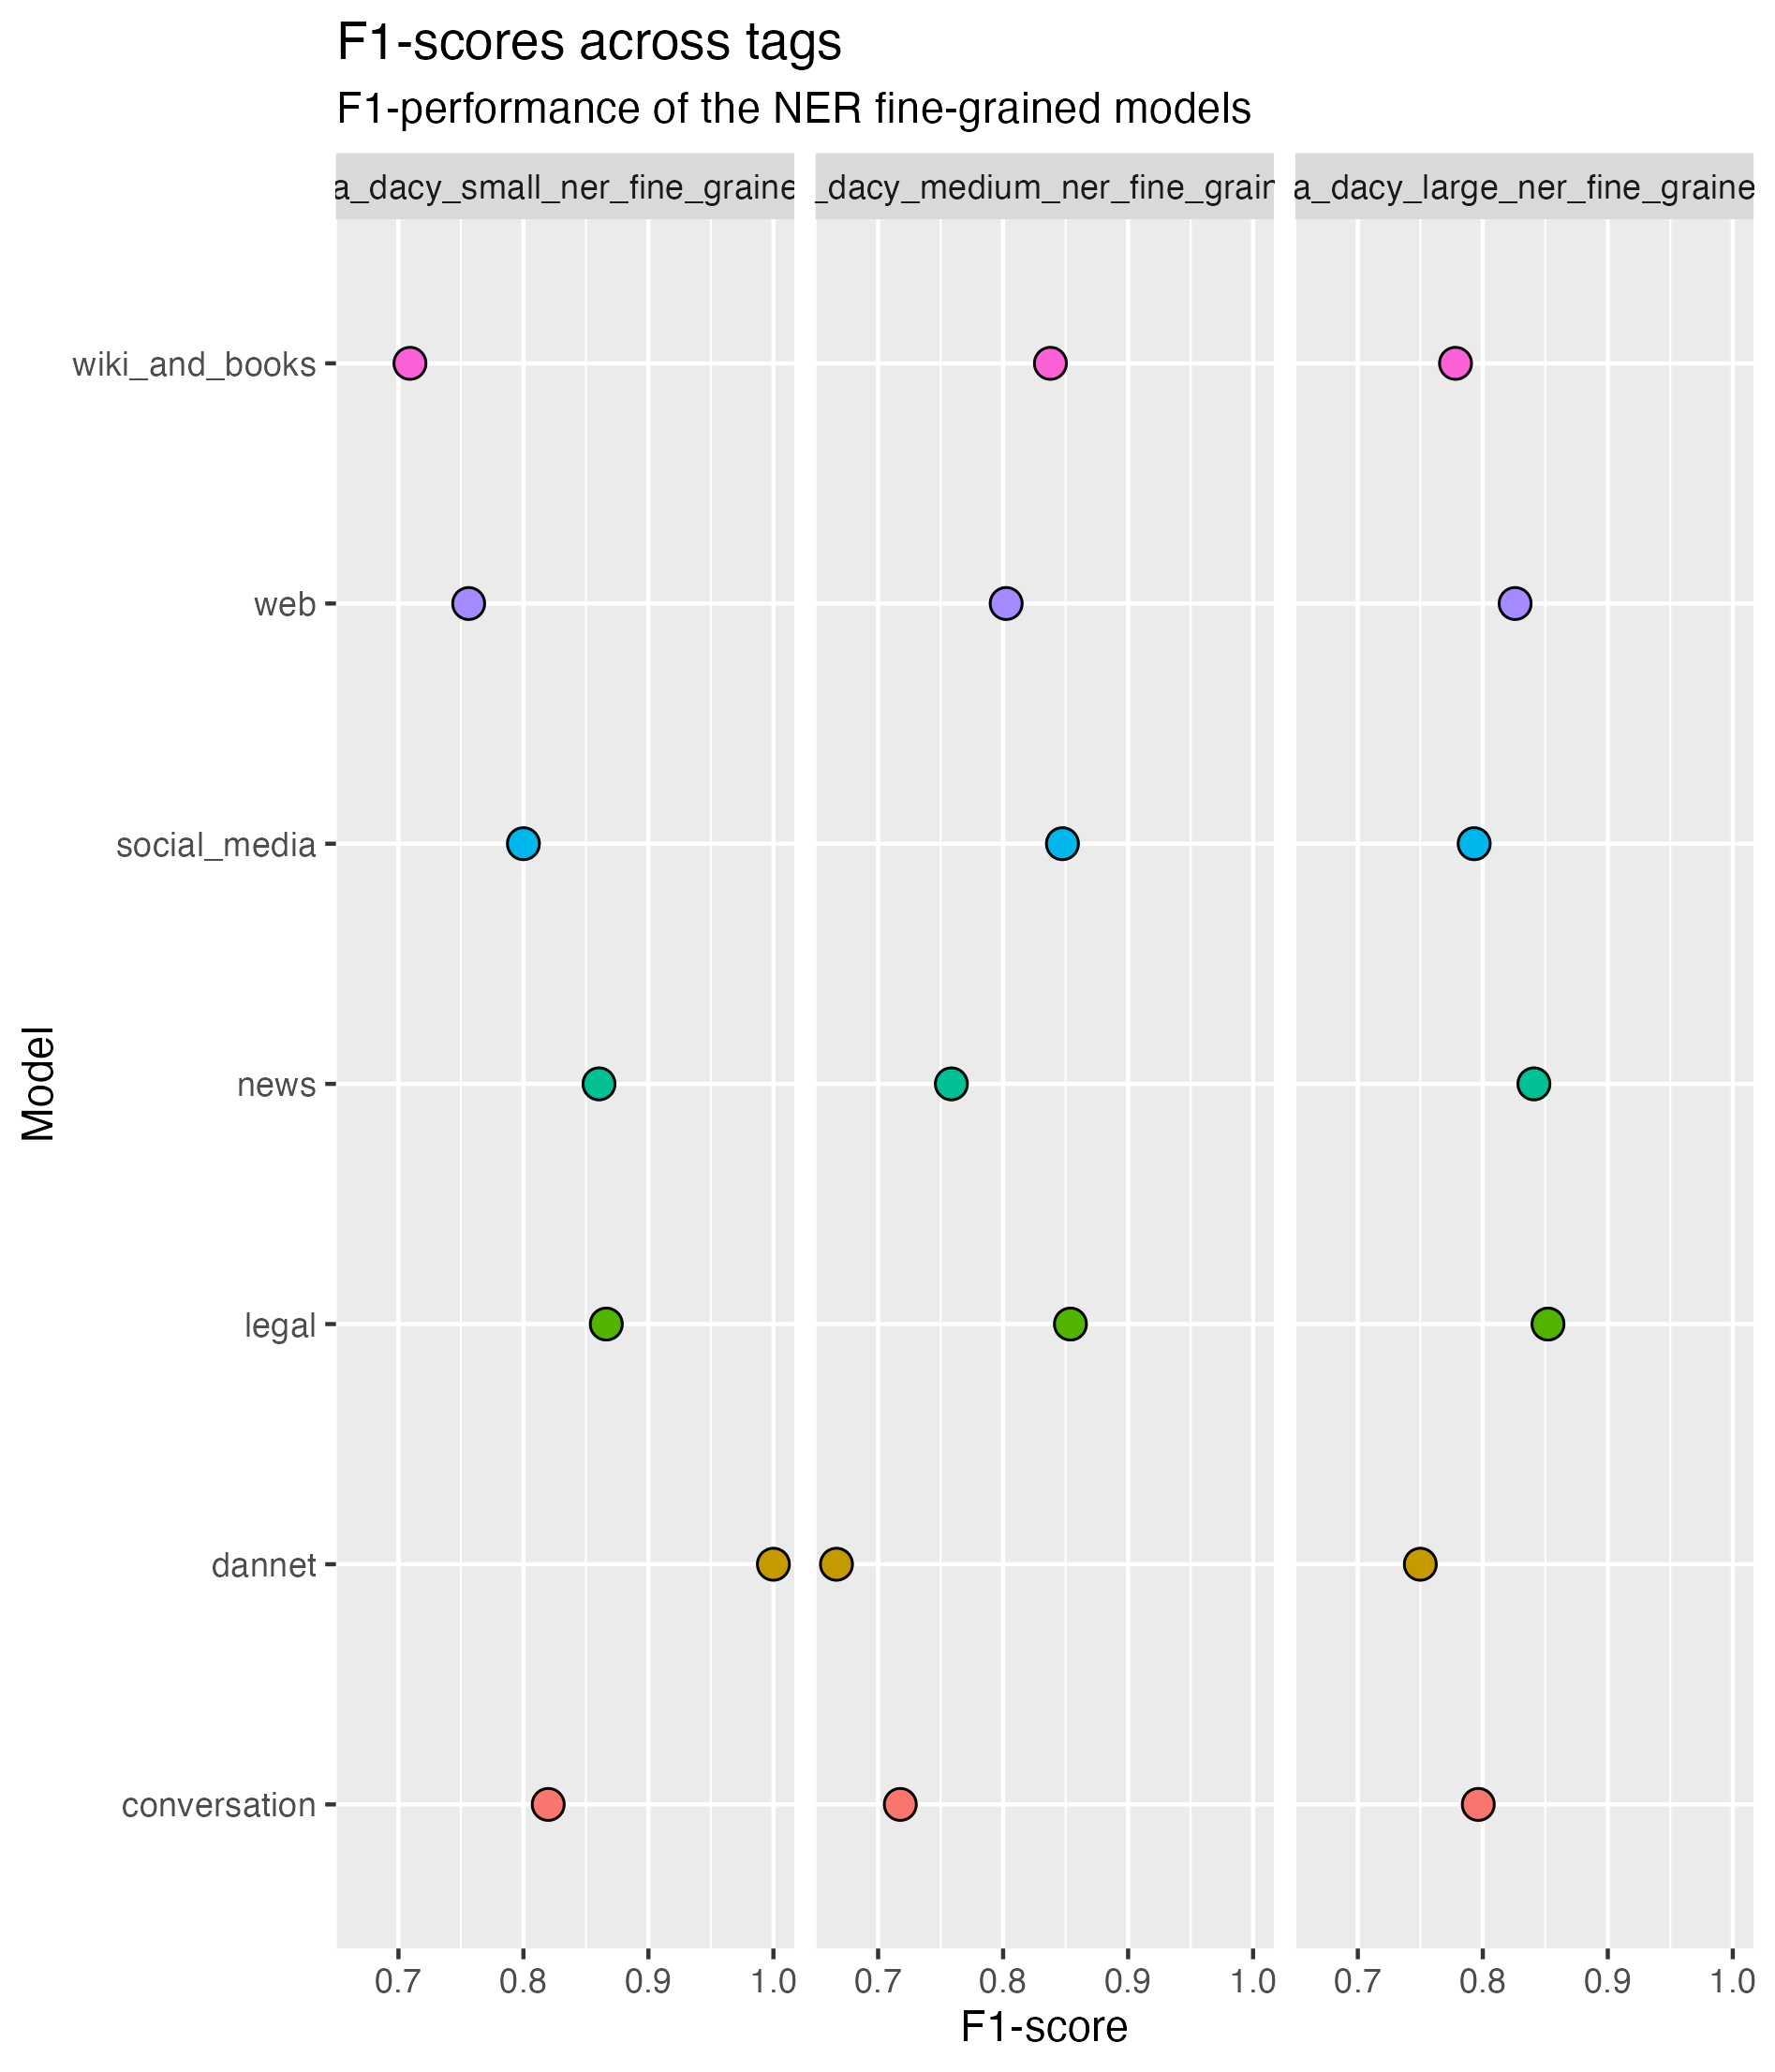 F1-scores across tags
F1-performance of the NER fine-grained models
a_dacy_small_ner_fine_graine
_dacy_medium_ner_fine_grain
a_dacy_large_ner_fine_graine
wiki_and_books
web
social_media
news
legal
dannet
conversation
Model
0.7 0.8 0.9 1.0
0.7 0.8 0.9 1.0
0.7 0.8 0.9 1.0
F1-score